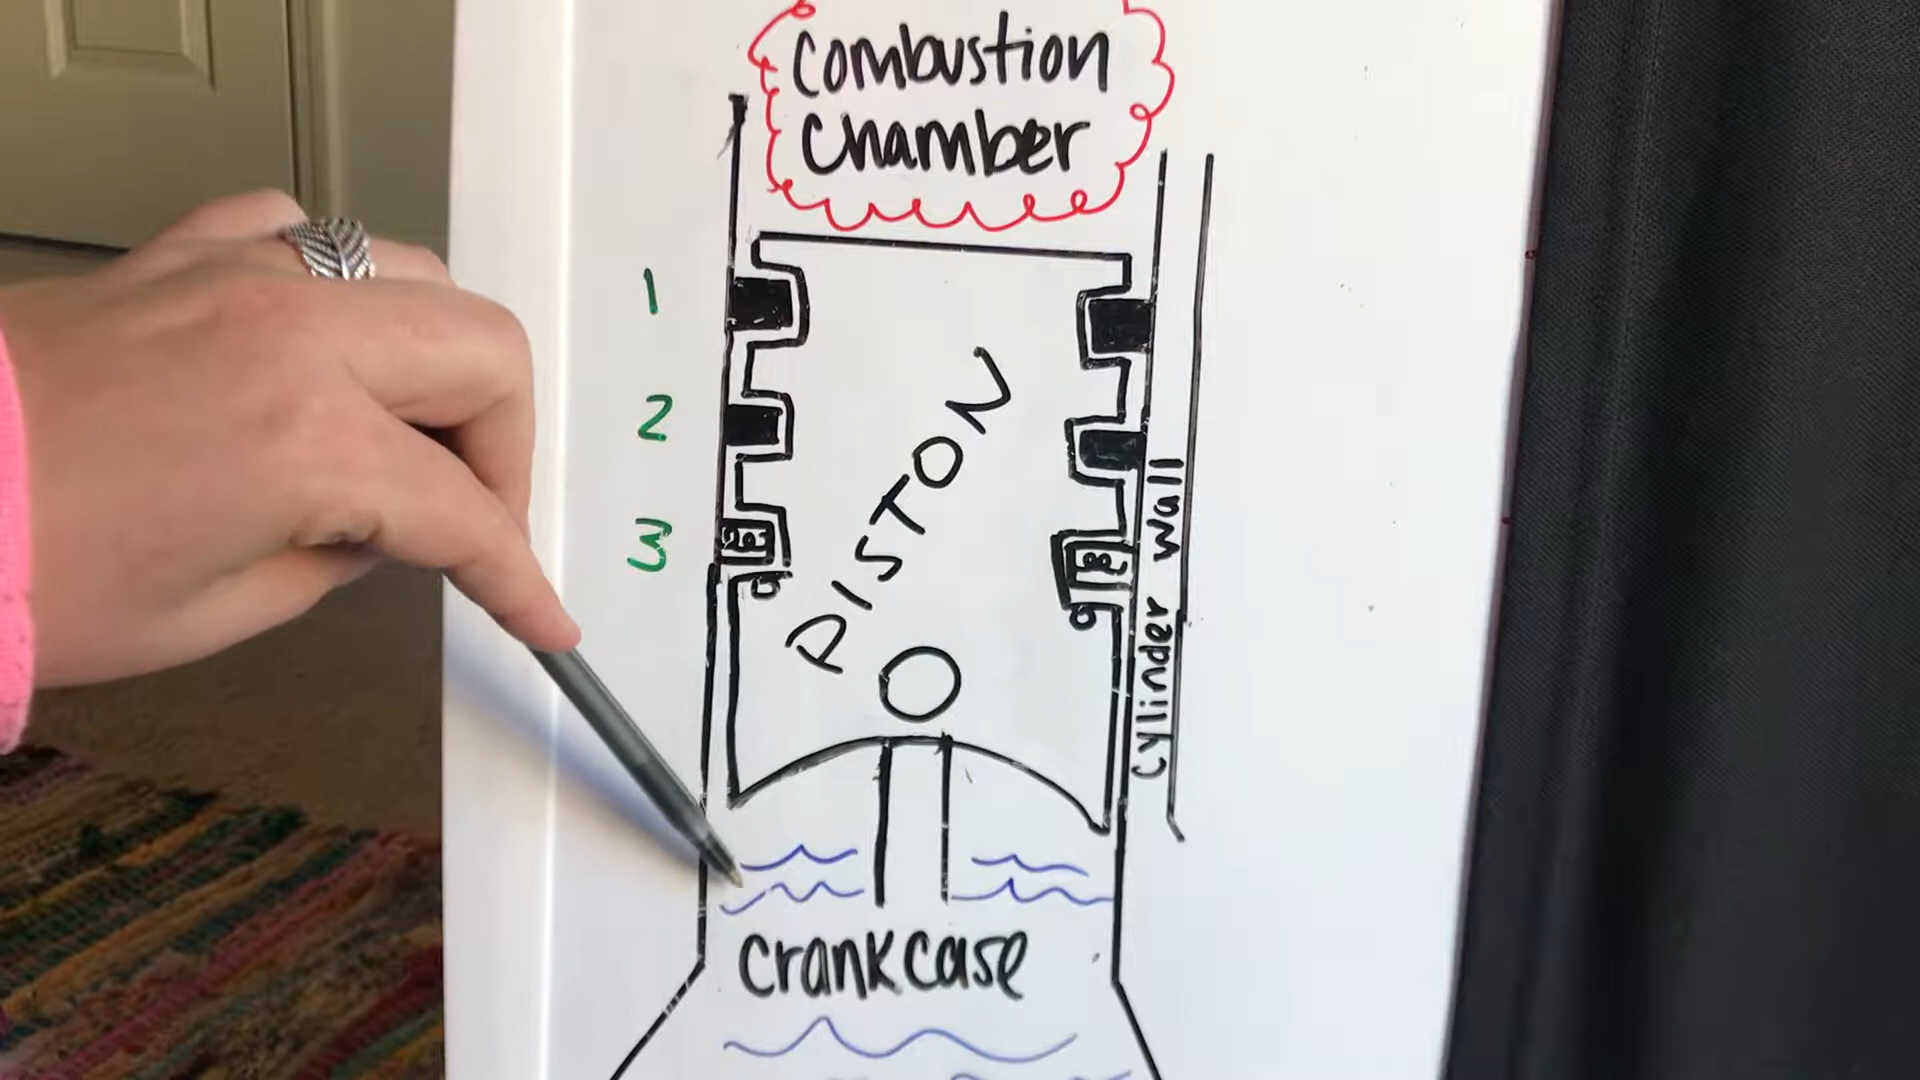 Combustion
Chamber
1
2
3
PISTON
Cylinder Wall
Crankcase